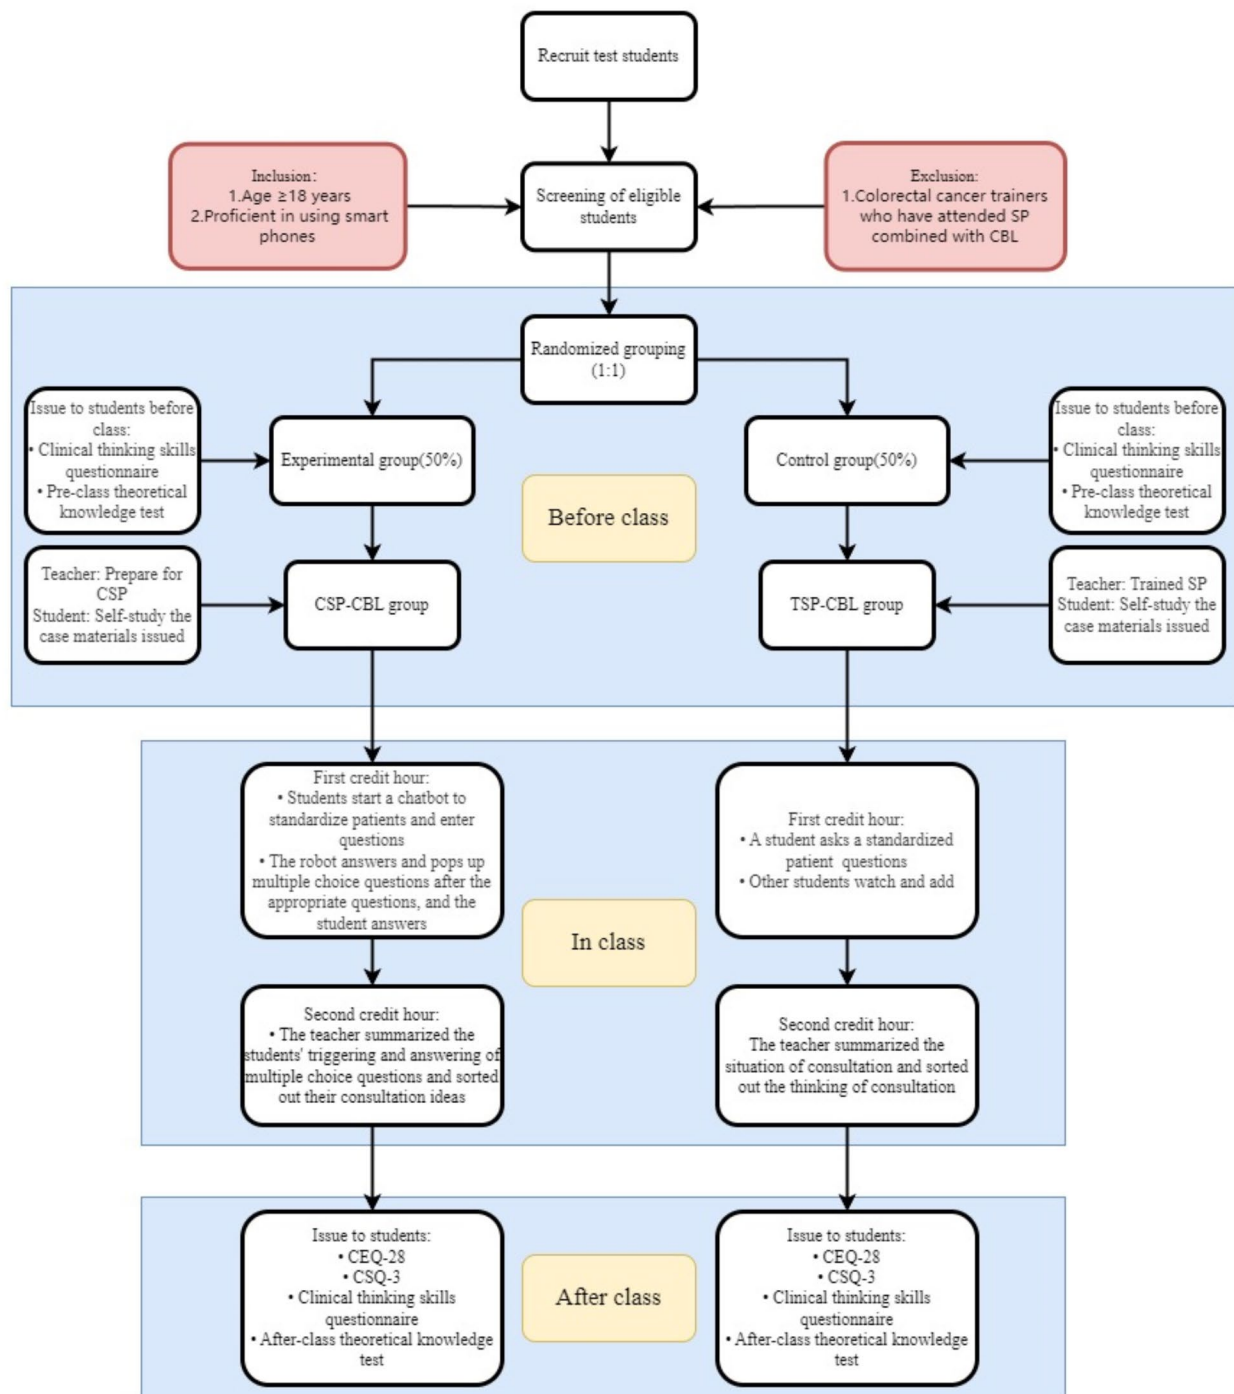 Recruit test students
Inclusion:
1.Age ≥18 years
2.Proficient in using smart
phones
Screening of eligible
students
Exclusion:
1.Colorectal cancer trainers
who have attended SP
combined with CBL
Randomized grouping
(1:1)
Issue to students before
class:
• Clinical thinking skills
questionnaire
• Pre-class theoretical
knowledge test
Experimental group(50%)
Control group(50%)
Issue to students before
class:
• Clinical thinking skills
questionnaire
• Pre-class theoretical
knowledge test
Before class
Teacher: Prepare for
CSP
Student: Self-study the
case materials issued
CSP-CBL group
TSP-CBL group
Teacher: Trained SP
Student: Self-study the
case materials issued
First credit hour:
• Students start a chatbot to
standardize patients and enter
questions
• The robot answers and pops up
multiple choice questions after the
appropriate questions, and the
student answers
First credit hour:
• A student asks a standardized
patient questions
• Other students watch and add
In class
Second credit hour:
• The teacher summarized the
students' triggering and answering of
multiple choice questions and sorted
out their consultation ideas
Second credit hour:
The teacher summarized the
situation of consultation and sorted
out the thinking of consultation
Issue to students:
• CEQ-28
• CSQ-3
• Clinical thinking skills
questionnaire
• After-class theoretical knowledge
test
After class
Issue to students:
• CEQ-28
• CSQ-3
• Clinical thinking skills
questionnaire
• After-class theoretical knowledge
test